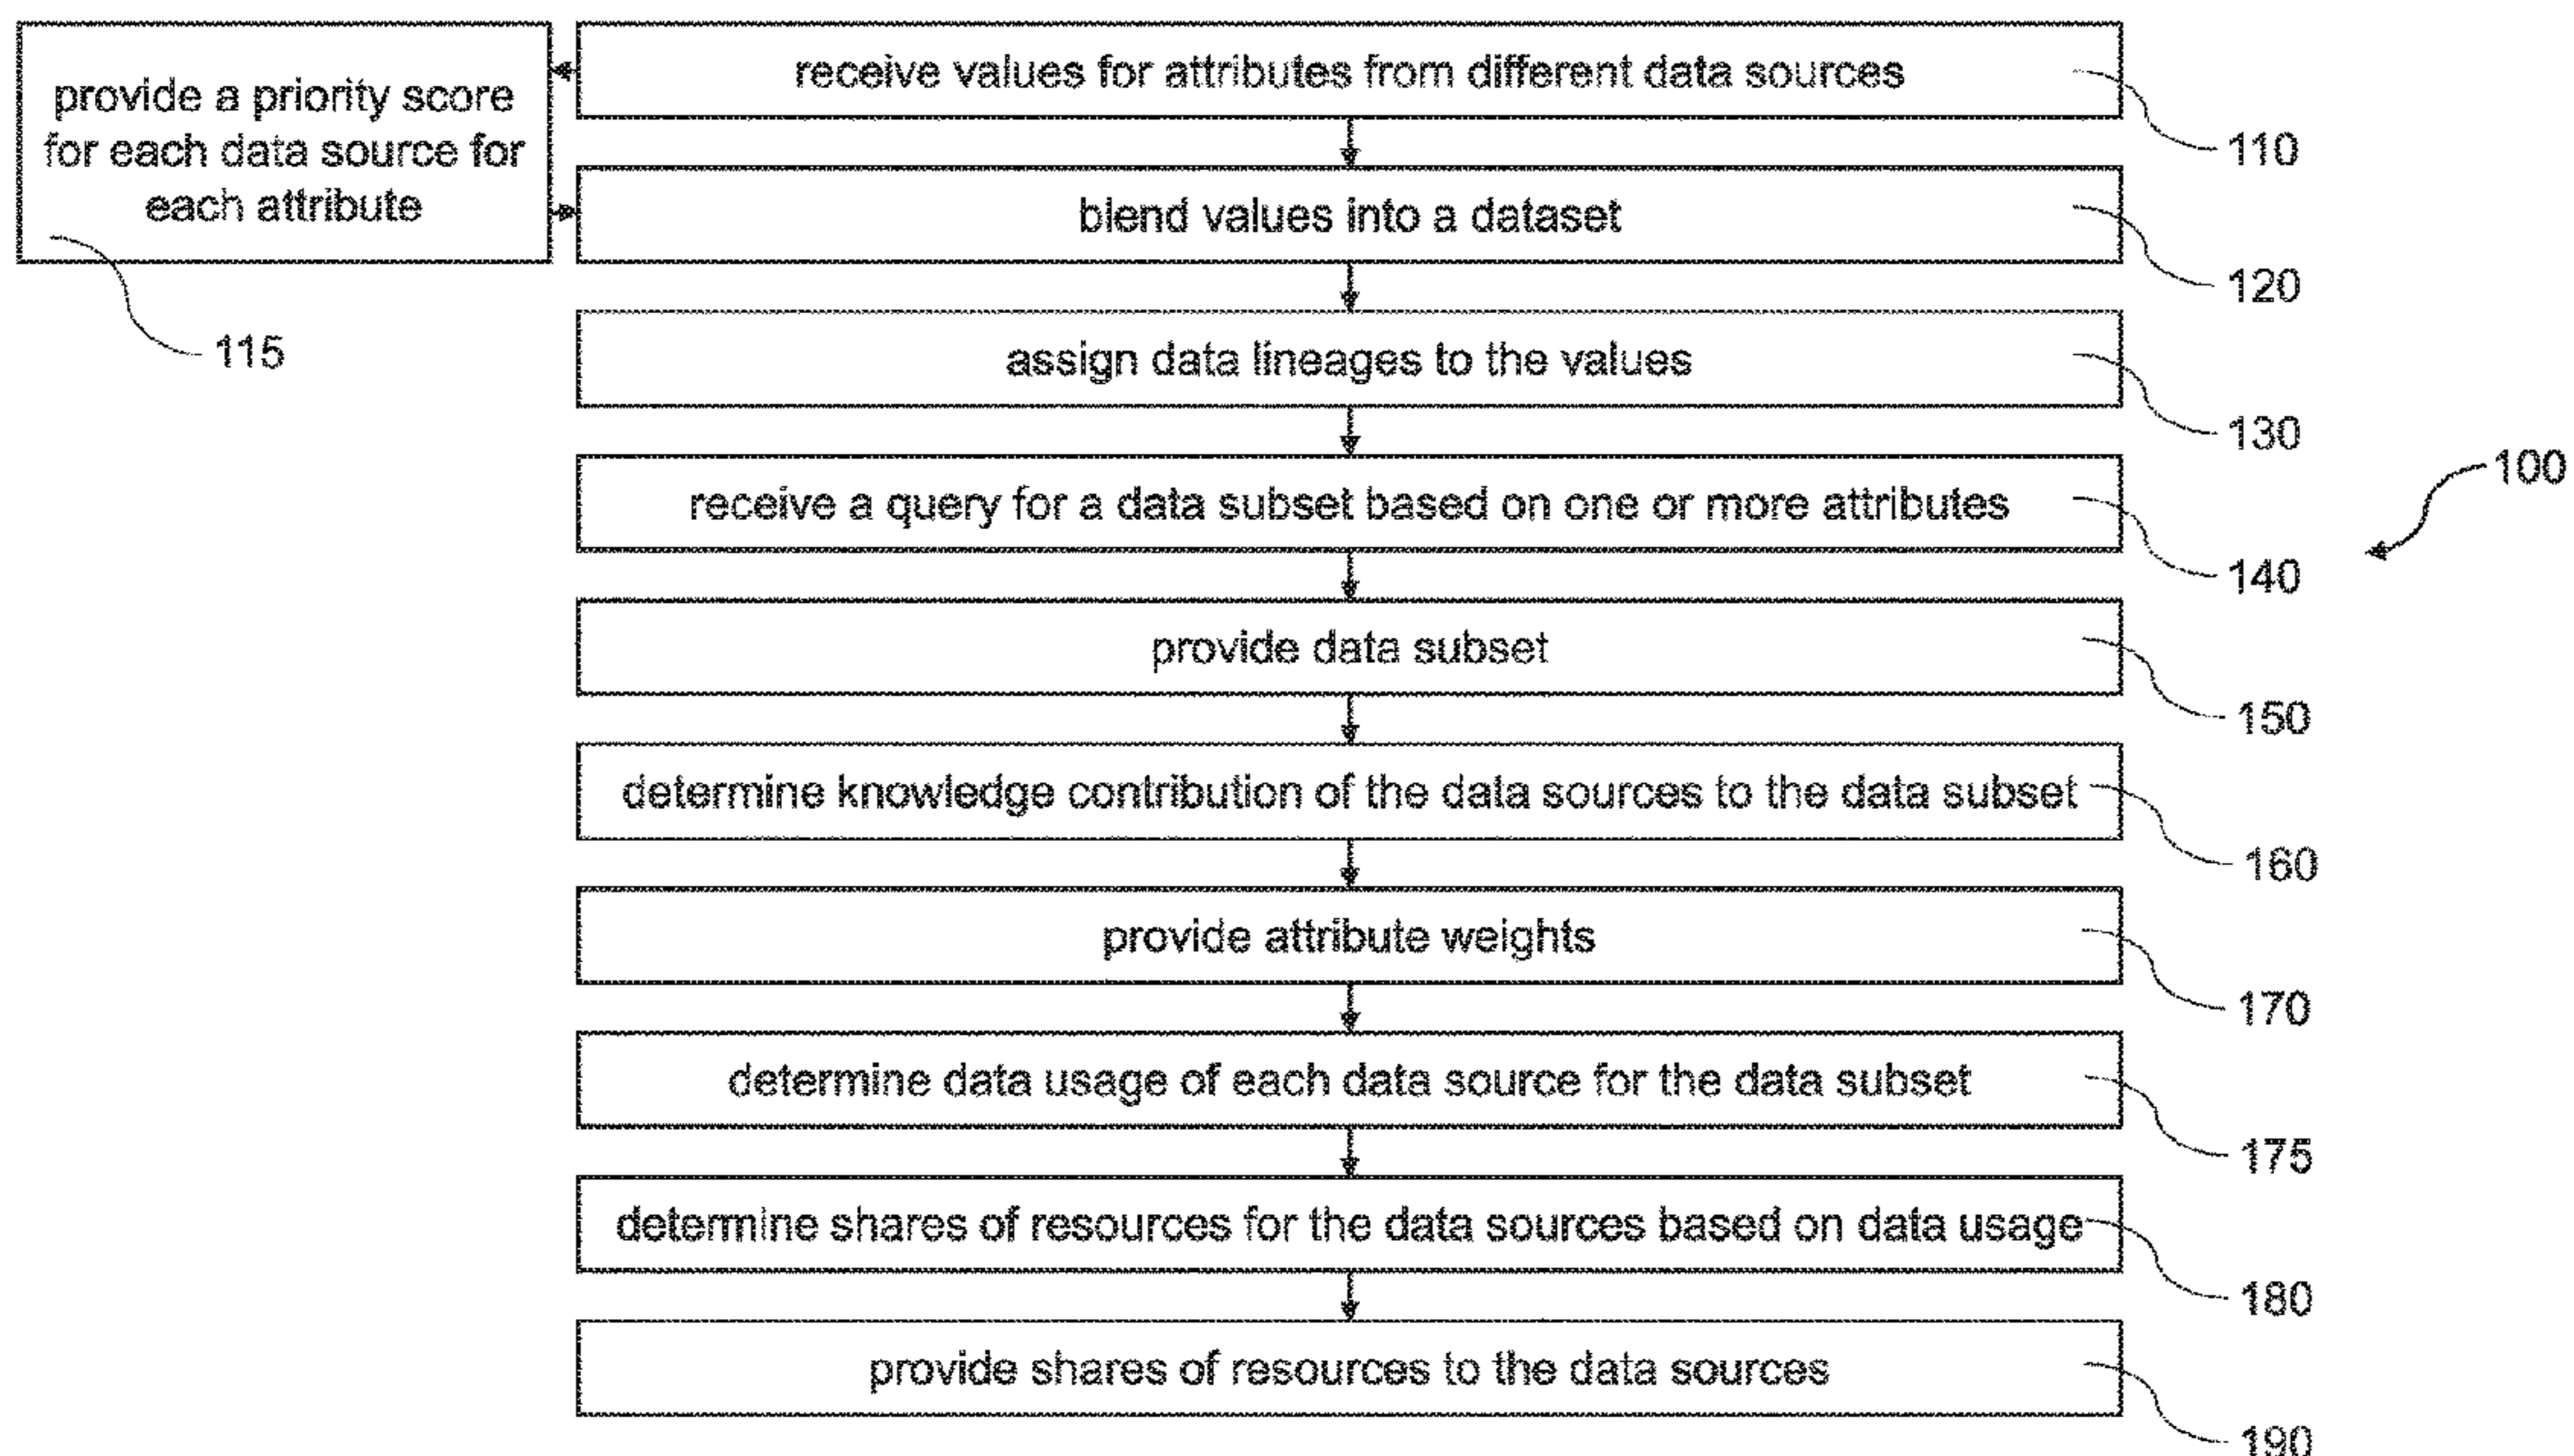 provide a priority score
for each data source for
each attribute
115
receive values for attributes from different data sources
110
blend values into a dataset
120
assign data lineages to the values
130
receive a query for a data subset based on one or more attributes
140
100
provide data subset
150
determine knowledge contribution of the data sources to the data subset
160
provide attribute weights
170
determine data usage of each data source for the data subset
175
determine shares of resources for the data sources based on data usage
180
provide shares of resources to the data sources
190